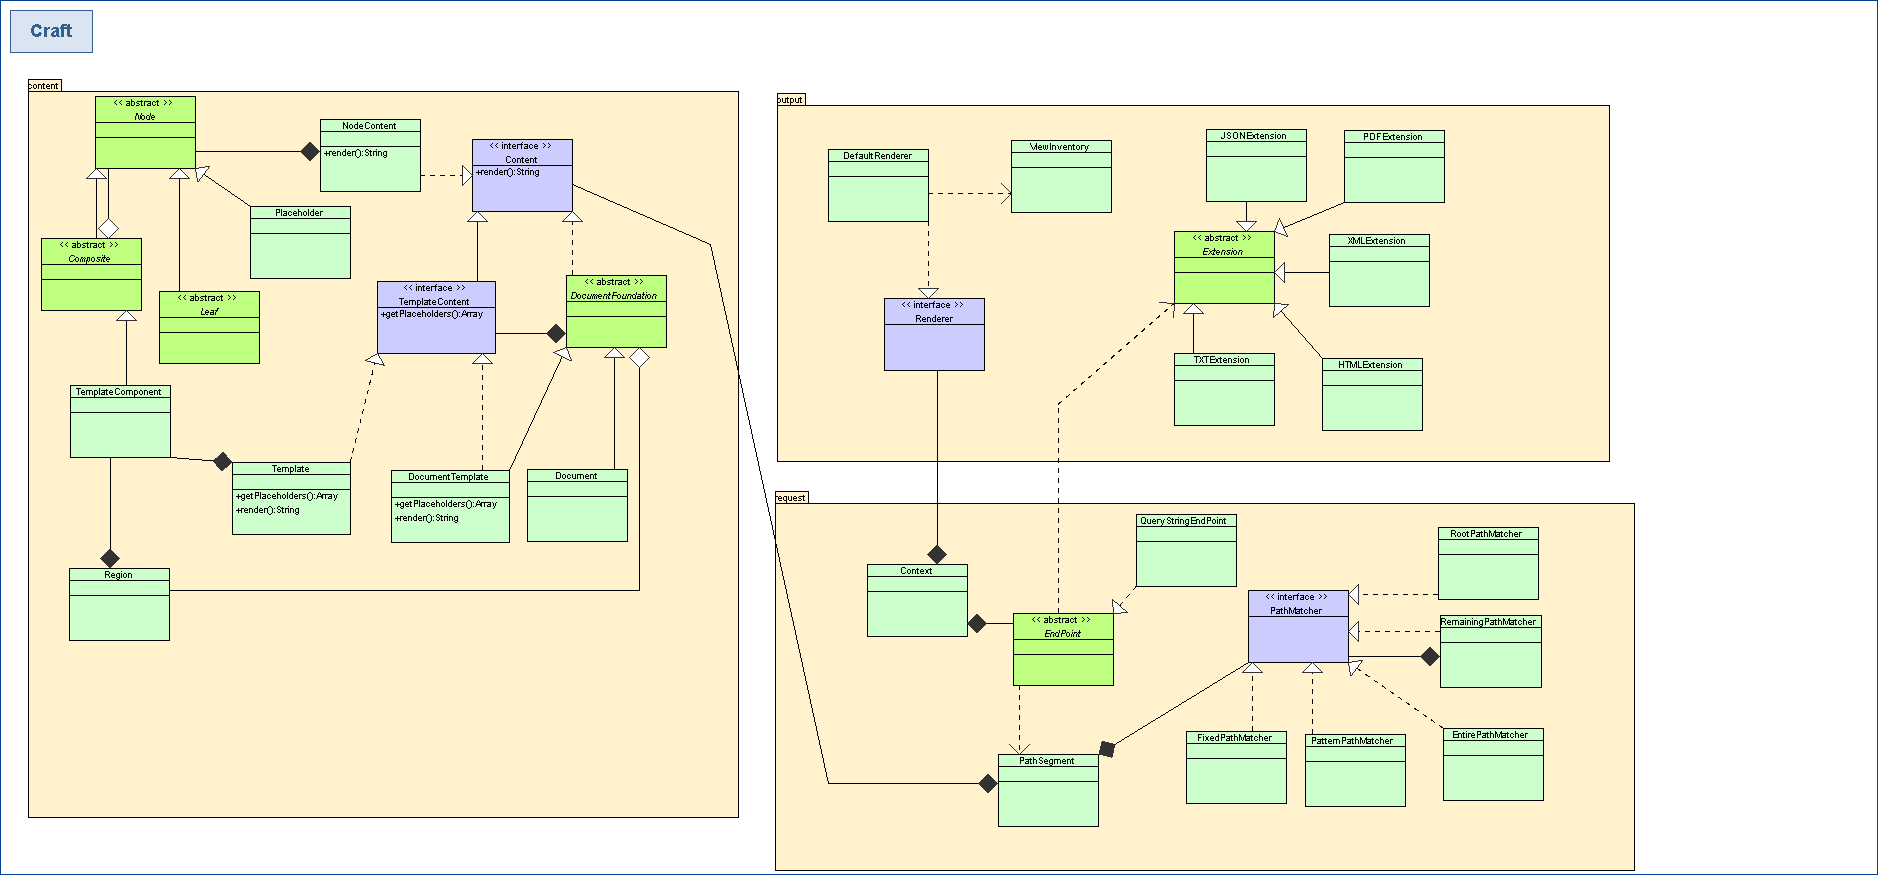 Craft
content
<< abstract >>
Node
NodeContent
+render():String
<< interface >>
Content
+render():String
Placeholder
<< abstract >>
Composite
<< abstract >>
Leaf
<< interface >>
TemplateContent
+getPlaceholders():Array
<< abstract >>
DocumentFoundation
TemplateComponent
Template
+getPlaceholders():Array
+render():String
DocumentTemplate
+getPlaceholders():Array
+render():String
Document
Region
output
DefaultRenderer
ViewInventory
JSONExtension
PDFExtension
<< abstract >>
Extension
XMLExtension
<< interface >>
Renderer
TXTExtension
HTMLExtension
request
QueryStringEndPoint
RootPathMatcher
Context
<< interface >>
PathMatcher
<< abstract >>
EndPoint
RemainingPathMatcher
FixedPathMatcher
PatternPathMatcher
EntirePathMatcher
PathSegment